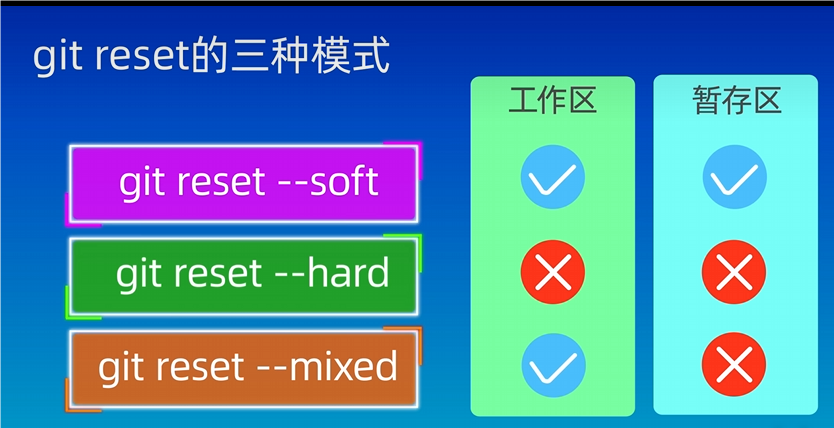 git reset的三种模式
工作区
暂存区
git reset --soft
git reset --hard
git reset --mixed